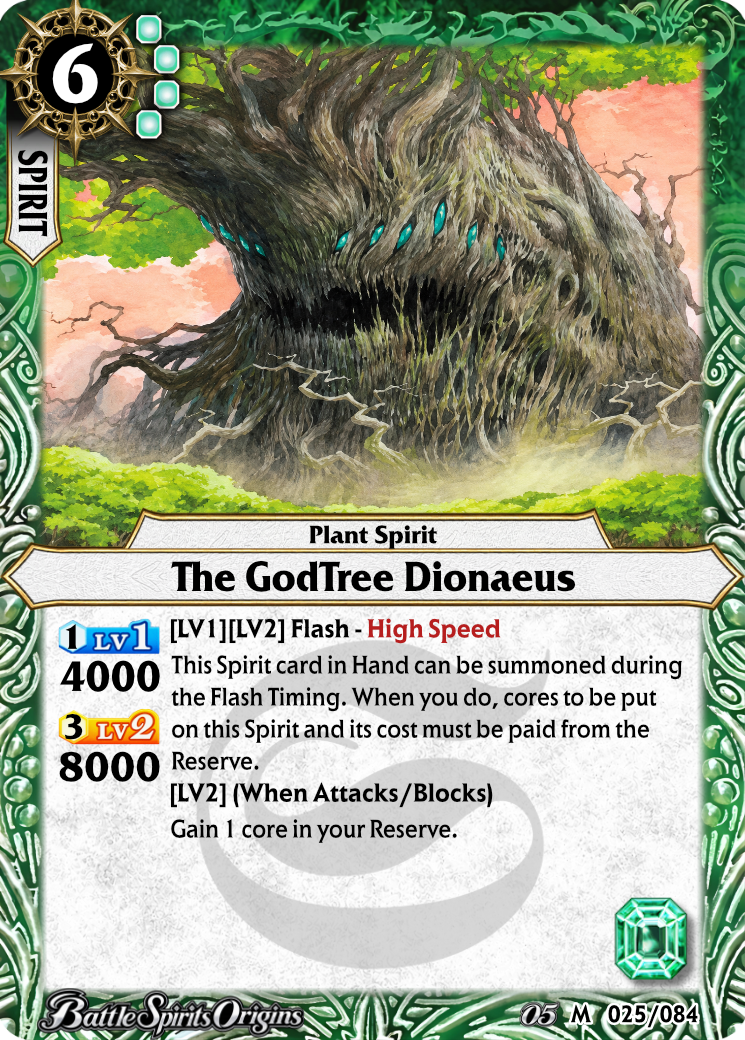 6
SPIRIT
Plant Spirit
The GodTree Dionaeus
1 LV1
4000
3 LV2
8000
[LV1][LV2] Flash - High Speed
This Spirit card in Hand can be summoned during
the Flash Timing. When you do, cores to be put
on this Spirit and its cost must be paid from the
Reserve.
[LV2] (When Attacks/Blocks)
Gain 1 core in your Reserve.
Battle Spirits Origins
05 M 025/084